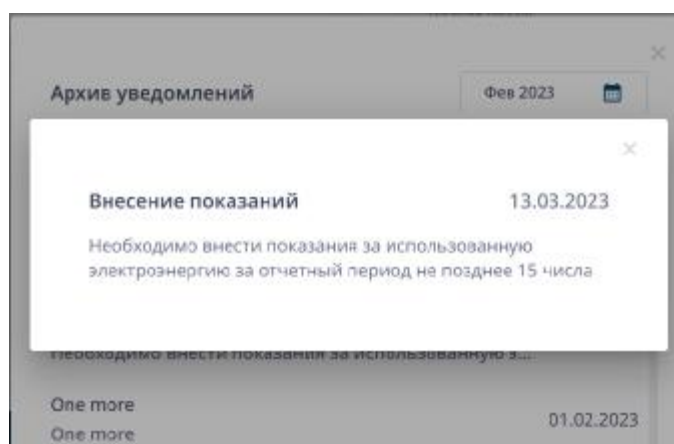 Архив уведомлений
Фев 2023
Внесение показаний
13.03.2023
Необходимо внести показания за использованную
электроэнергию за отчетный период не позднее 15 числа
Необходимо внести показания за использованную э...
One more
01.02.2023
One more